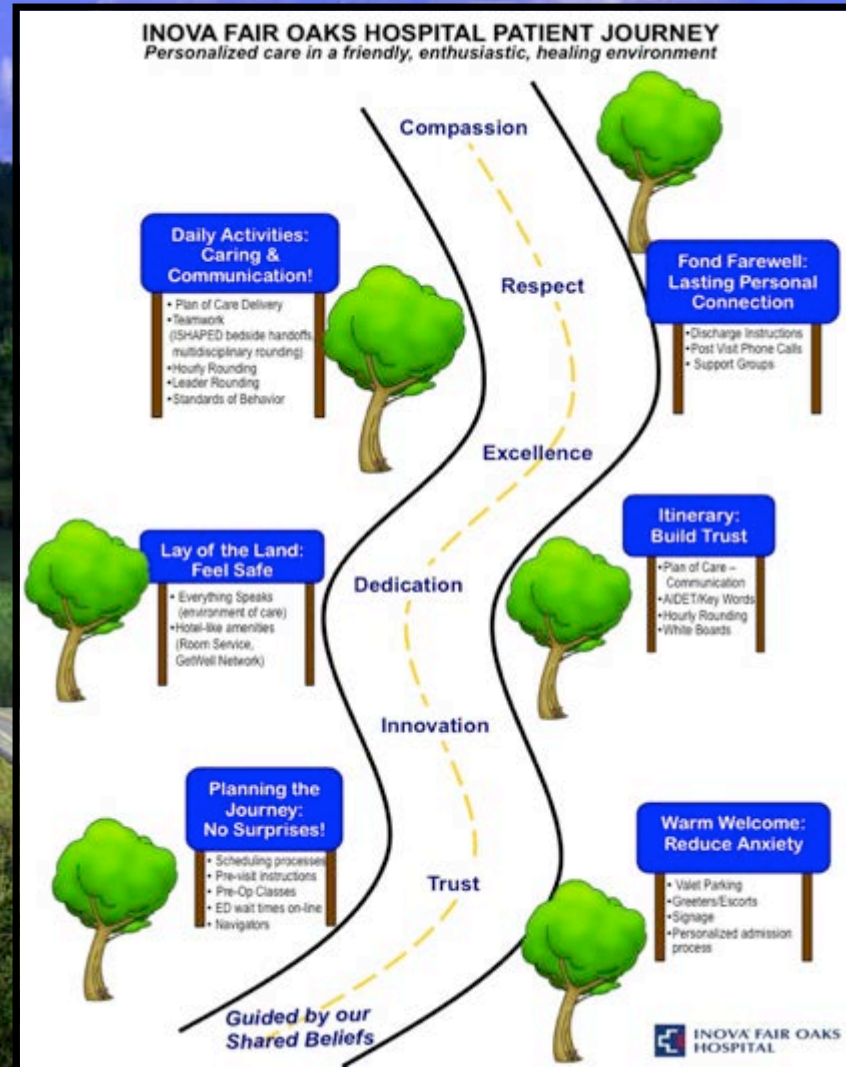 INOVA FAIR OAKS HOSPITAL PATIENT JOURNEY
Personalized care in a friendly, enthusiastic, healing environment
Compassion
Daily Activities:
Caring &
Communication!
• Plan of Care Delivery
• Teamwork
(ISHAPED bedside handoffs,
multidisciplinary rounding)
• Hourly Rounding
• Leader Rounding
• Standards of Behavior
Respect
Fond Farewell:
Lasting Personal
Connection
• Discharge Instructions
• Post Visit Phone Calls
• Support Groups
Excellence
Lay of the Land:
Feel Safe
• Everything Speaks
(environment of care)
• Hotel-like amenities
(Room Service,
GetWell Network)
Dedication
Itinerary:
Build Trust
• Plan of Care –
Communication
• AIDET/Key Words
• Hourly Rounding
• White Boards
Innovation
Planning the
Journey:
No Surprises!
• Scheduling processes
• Pre-visit instructions
• Pre-Op Classes
• ED wait times on-line
• Navigators
Trust
Warm Welcome:
Reduce Anxiety
• Valet Parking
• Greeters/Escorts
• Signage
• Personalized admission
process
Guided by our
Shared Beliefs
INOVA FAIR OAKS
HOSPITAL